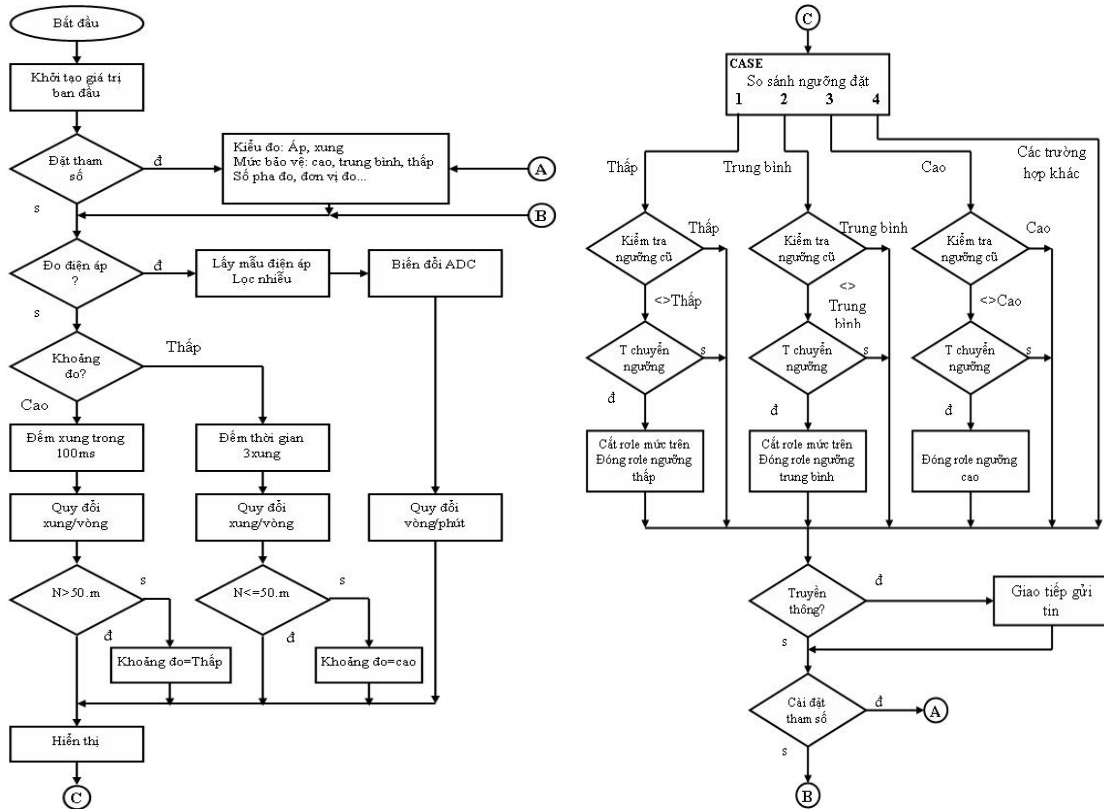 Bắt đầu
Khởi tạo giá trị
ban đầu
Đặt tham
số
đ
s
Kiểu đo: Áp, xung
Mức bảo vệ: cao, trung bình, thấp
Số pha đo, đơn vị đo...
A
B
Đo điện áp
?
đ
s
Lấy mẫu điện áp
Lọc nhiễu
Biến đổi ADC
Khoảng
đo?
Thấp
Cao
Đếm xung trong
100ms
Đếm thời gian
3xung
Quy đổi
xung/vòng
Quy đổi
xung/vòng
Quy đổi
vòng/phút
N>50.m
s
đ
N<=50.m
s
đ
Khoảng đo=Thấp
Khoảng đo=cao
Hiển thị
C
C
CASE
So sánh ngưỡng đặt
1 2 3 4
Thấp
Trung bình
Cao
Các trường
hợp khác
Kiểm tra
ngưỡng cũ
Thấp
Kiểm tra
ngưỡng cũ
Trung bình
Kiểm tra
ngưỡng cũ
Cao
<>Thấp
<>
Trung
bình
<>Cao
T chuyển
ngưỡng
s
đ
T chuyển
ngưỡng
s
đ
T chuyển
ngưỡng
s
đ
Cắt rơle mức trên
Đóng rơle ngưỡng
thấp
Cắt rơle mức trên
Đóng rơle ngưỡng
trung bình
Đóng rơle ngưỡng
cao
Truyền
thông?
đ
s
Giao tiếp gửi
tin
Cài đặt
tham số
đ
A
s
B